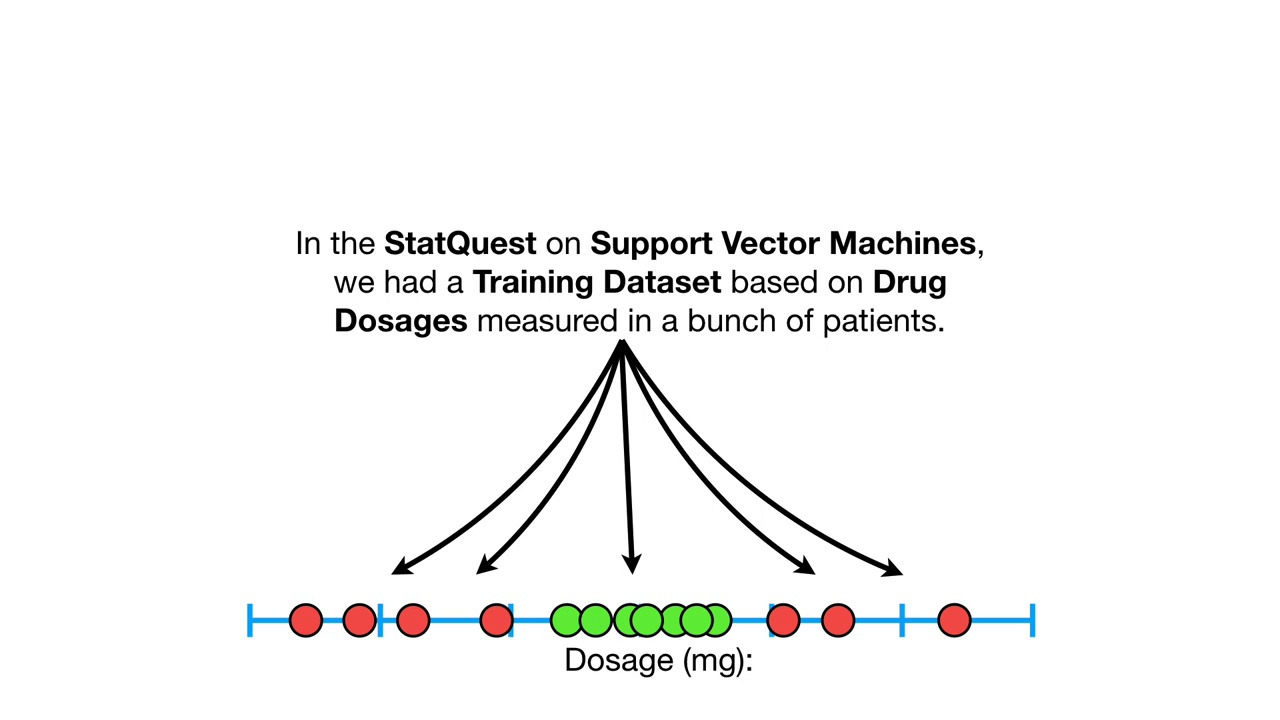 In the StatQuest on Support Vector Machines,
we had a Training Dataset based on Drug
Dosages measured in a bunch of patients.
Dosage (mg):